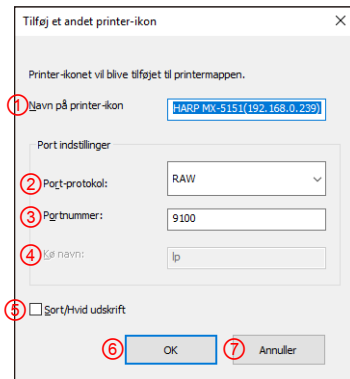 Tilføj et andet printer-ikon
Printer-ikonet vil blive tilføjet til printermappen.
① Navn på printer-ikon HARP MX-5151(192.168.0.239)
Port indstillinger
② Port-protokol: RAW
③ Portnummer: 9100
④ Kø navn: lp
⑤ Sort/Hvid udskrift
⑥ OK ⑦ Annuller